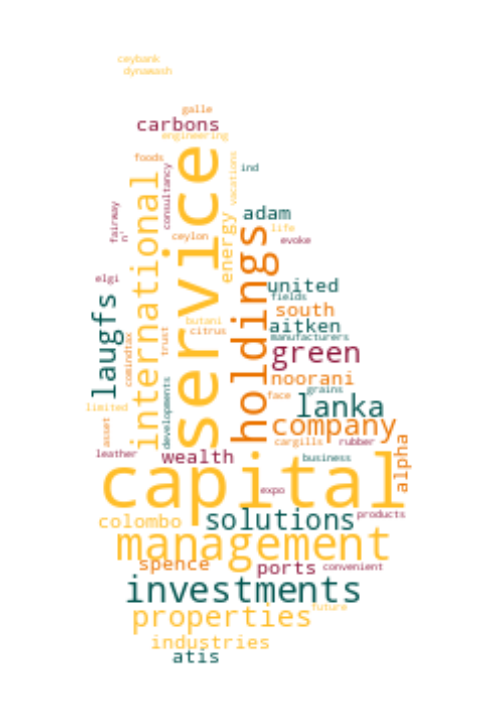 ceybank
dynawash
galle
carbons
engineering
foods
service
international
consultancy
vacations
ind
fairway
n'
adam
life
ceylon
evoke
energy
holdings
elgi
united
fields
laugfs
south
butani
aitken
citrus
manufacturers
trust
comindtax
green
noorani
developments
grains
face
limited
lanka
asset
company
cargills
rubber
alpha
leather
wealth
business
capital
expo
colombo
solutions
products
management
spence
ports
convenient
investments
future
properties
industries
atis